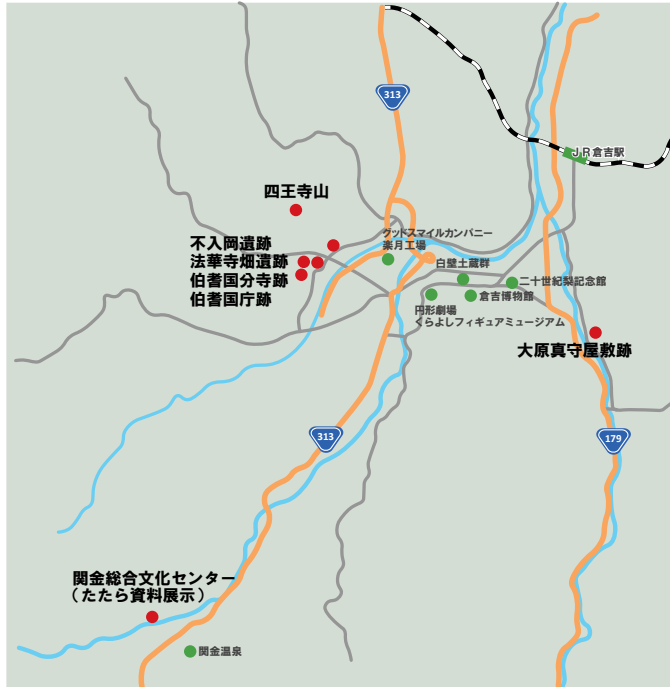 313
JR倉吉駅
四王寺山
グッドスマイルカンパニー
楽月工場
不入岡遺跡
法華寺畑遺跡
伯耆国分寺跡
伯耆国庁跡
白壁土蔵群
二十世紀梨記念館
倉吉博物館
円形劇場
くらよしフィギュアミュージアム
大原真守屋敷跡
313
179
関金総合文化センター
(たたら資料展示)
関金温泉